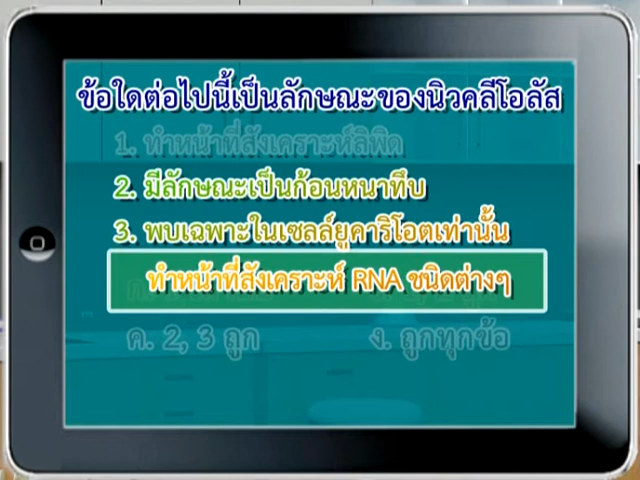 ข้อใดต่อไปนี้เป็นลักษณะของนิวคลีโอลัส
1. ทำหน้าที่สังเคราะห์ลิพิด
2. มีลักษณะเป็นก้อนหนาทึบ
3. พบเฉพาะในเซลล์ยูคาริโอตเท่านั้น
ทำหน้าที่สังเคราะห์ RNA ชนิดต่างๆ
ค. 2, 3 ถูก
ง. ถูกทุกข้อ